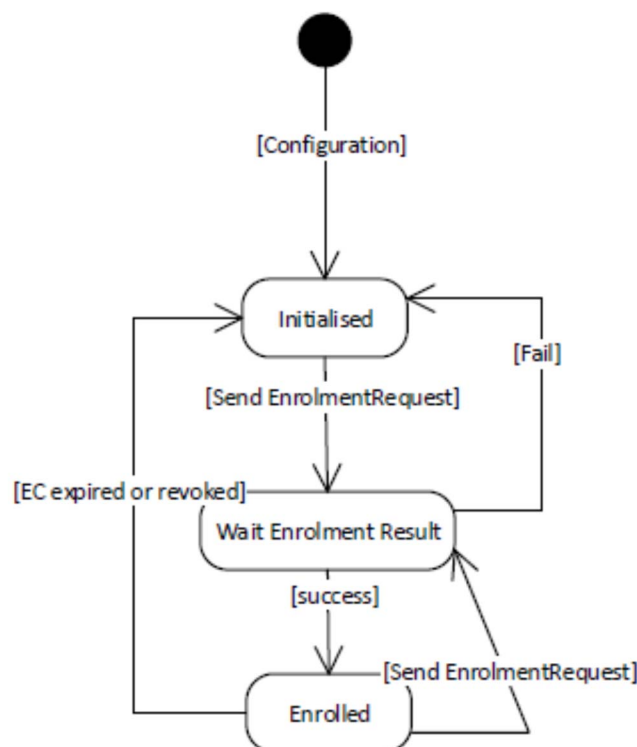 [Configuration]
Initialised
[Fail]
[Send EnrolmentRequest]
[EC expired or revoked]
Wait Enrolment Result
[success]
[Send EnrolmentRequest]
Enrolled